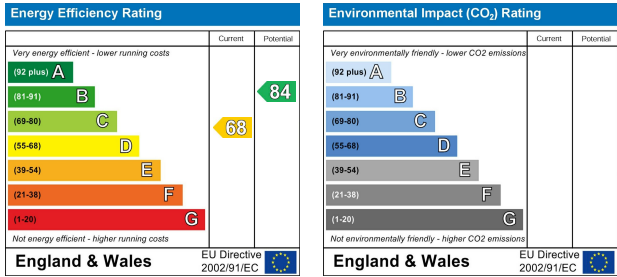 Energy Efficiency Rating
Current Potential
Very energy efficient - lower running costs
(92 plus) A
(81-91) B
84
(69-80) C
68
(55-68) D
(39-54) E
(21-38) F
(1-20) G
Not energy efficient - higher running costs
England & Wales
EU Directive
2002/91/EC
Environmental Impact (CO₂) Rating
Current Potential
Very environmentally friendly - lower CO2 emissions
(92 plus) A
(81-91) B
(69-80) C
(55-68) D
(39-54) E
(21-38) F
(1-20) G
Not environmentally friendly - higher CO2 emissions
England & Wales
EU Directive
2002/91/EC